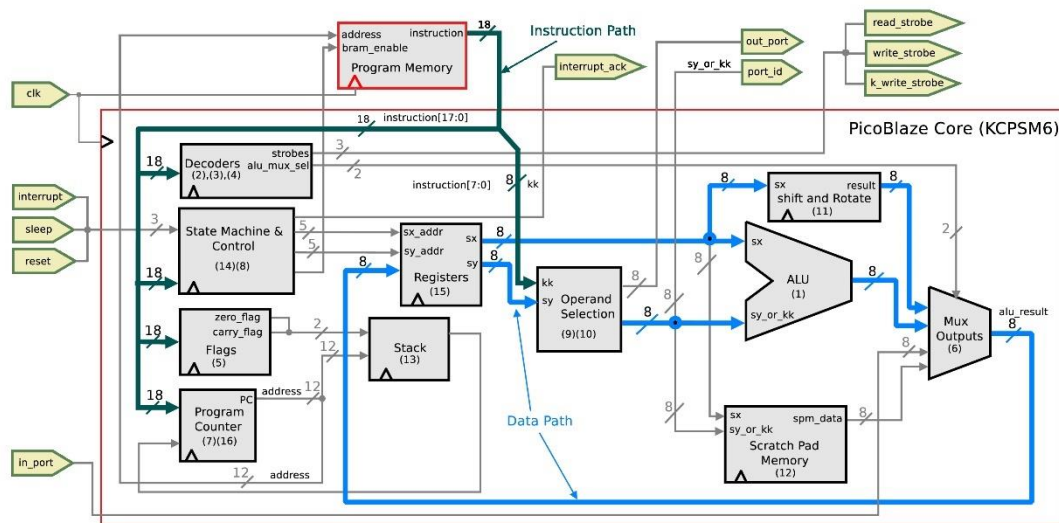 read_strobe
write_strobe
k_write_strobe
out_port
port_id
sy_or_kk
interrupt_ack
Instruction Path
18
address
instruction
bram_enable
Program Memory
clk
18
instruction[17:0]
PicoBlaze Core (KCPSM6)
18
Decoders
(2),(3),(4)
strobes
alu_mux_sel
3
2
instruction[7:0]
8
kk
interrupt
sleep
reset
3
18
State Machine &
Control
(14)(8)
5
5
8
sx_addr
sy_addr
sx
sy
Registers
(15)
8
8
kk
sy
Operand
Selection
(9)(10)
8
8
8
8
8
8
sx
result
shift and Rotate
(11)
8
sx
sy_or_kk
ALU
(1)
8
2
Mux
Outputs
(6)
alu_result
8
8
18
zero_flag
carry_flag
Flags
(5)
2
12
Stack
(13)
18
PC
Program
Counter
(7)(16)
address
12
12
address
Data Path
8
sx
spm_data
sy_or_kk
Scratch Pad
Memory
(12)
8
in_port